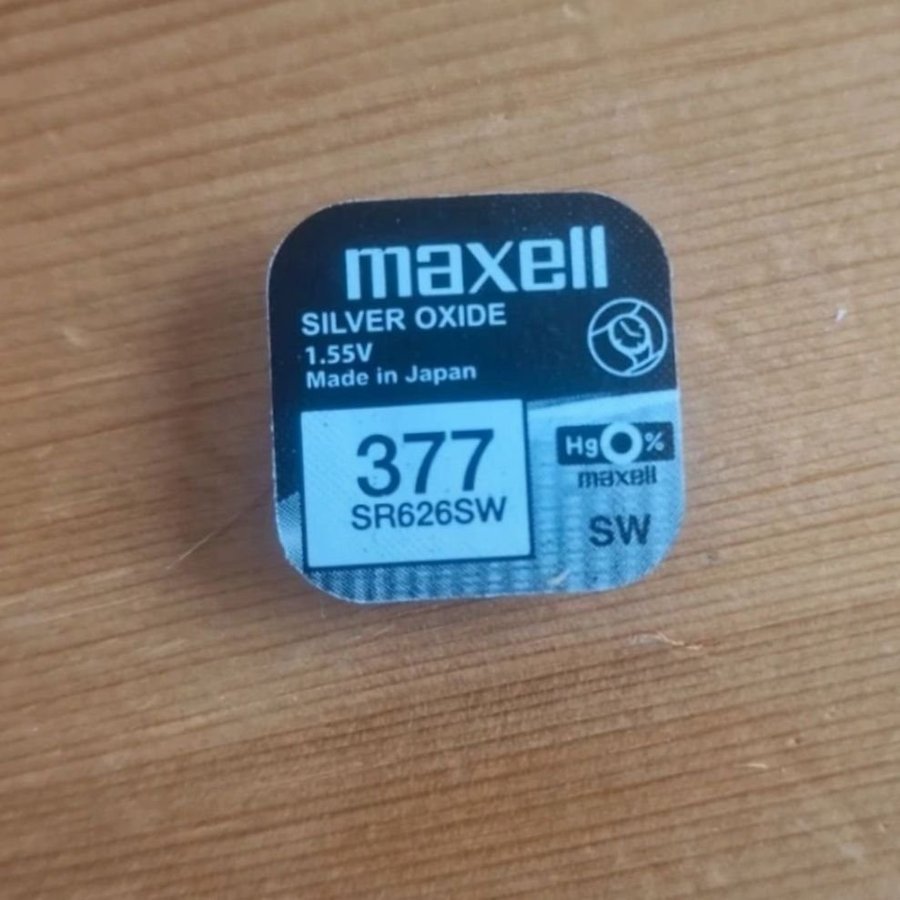 maxell
SILVER OXIDE
1.55V
Made in Japan
377
SR626SW
Hg0%
maxell
SW